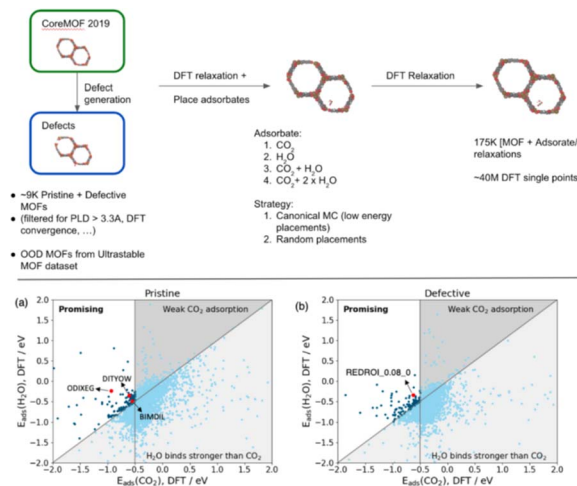 CoreMOF 2019
Defect
generation
Defects
DFT relaxation +
Place adsorbates
DFT Relaxation
Adsorbate:
1. CO₂
2. H₂O
3. CO₂ + H₂O
4. CO₂ + 2 x H₂O
Strategy:
1. Canonical MC (low energy
placements)
2. Random placements
175K [MOF + Adsorate/
relaxations
~40M DFT single points
● ~9K Pristine + Defective
MOFs
● (filtered for PLD > 3.3A, DFT
convergence, ...)
● OOD MOFs from Ultrastable
MOF dataset
(a) Pristine
2.0
1.5
1.0
0.5
0.0
−0.5
−1.0
−1.5
−2.0
E_ads(H₂O), DFT / eV
Promising
Weak CO₂ adsorption
ODIXEG
DITYOW
BIMDIL
H₂O binds stronger than CO₂
−2.0 −1.5 −1.0 −0.5 0.0 0.5 1.0 1.5 2.0
E_ads(CO₂), DFT / eV
(b) Defective
2.0
1.5
1.0
0.5
0.0
−0.5
−1.0
−1.5
−2.0
E_ads(H₂O), DFT / eV
Promising
Weak CO₂ adsorption
REDROI_0.08_0
H₂O binds stronger than CO₂
−2.0 −1.5 −1.0 −0.5 0.0 0.5 1.0 1.5 2.0
E_ads(CO₂), DFT / eV